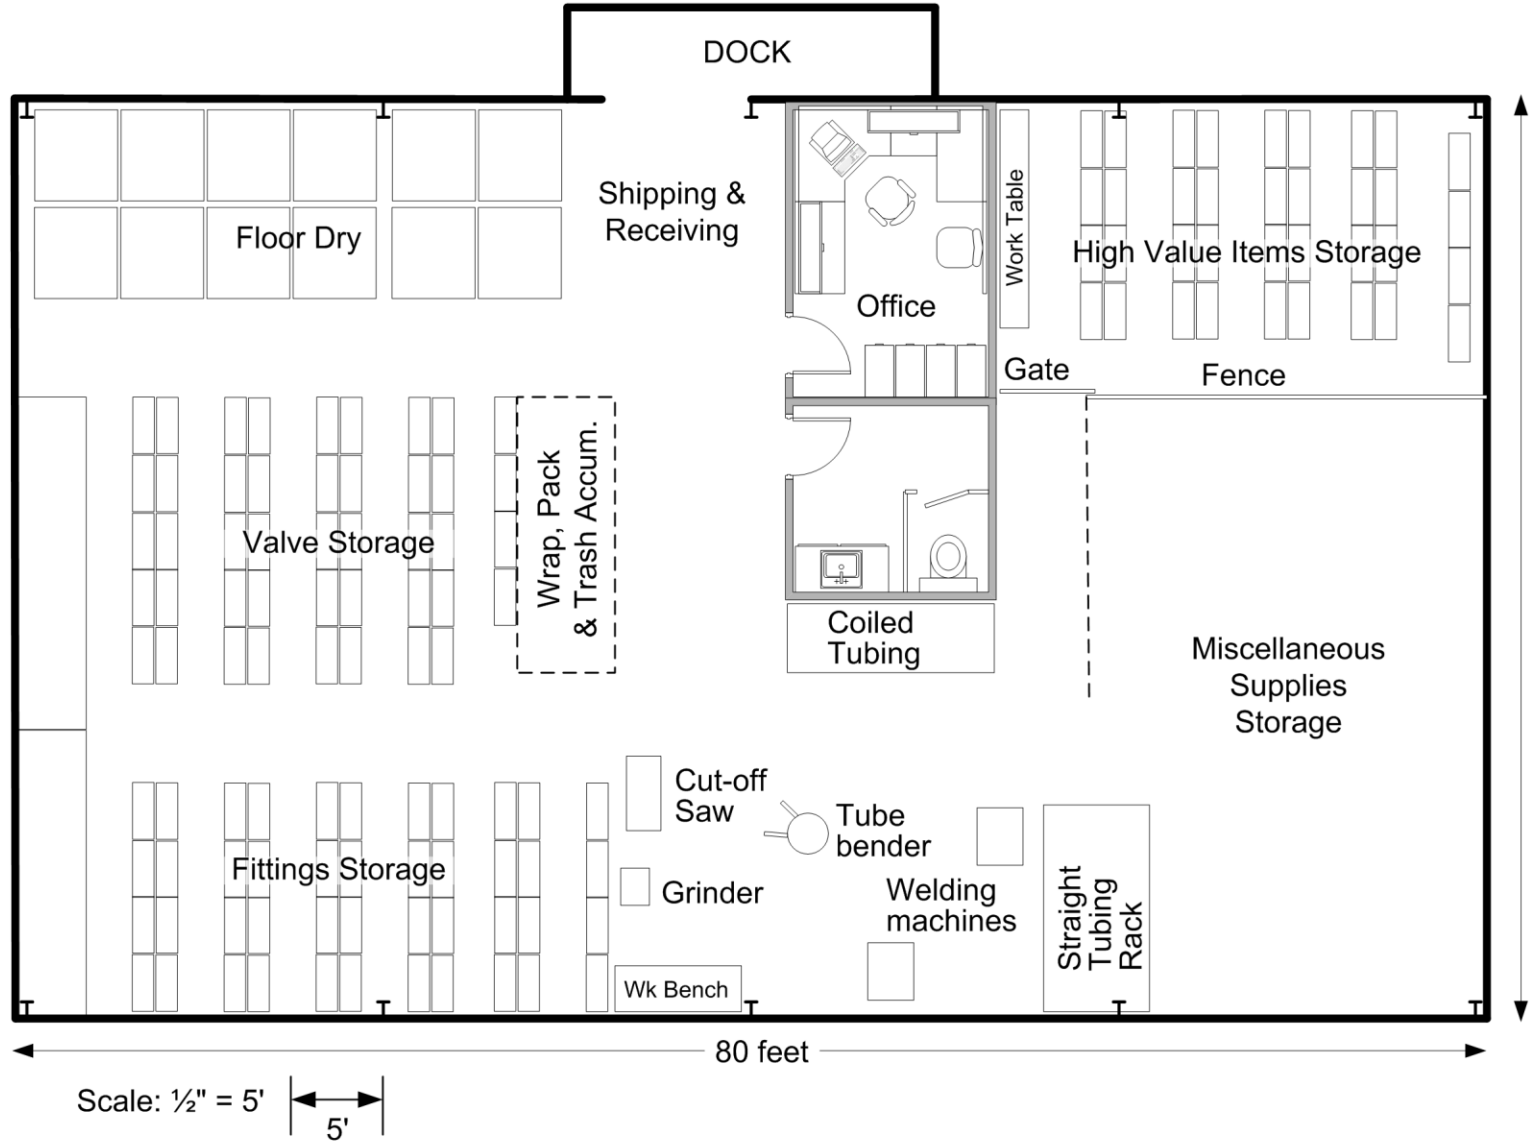 DOCK
Shipping &
Receiving
Floor Dry
Office
Work Table
High Value Items Storage
Gate
Fence
Valve Storage
Wrap, Pack
& Trash Accum.
Coiled
Tubing
Miscellaneous
Supplies
Storage
Cut-off
Saw
Tube
bender
Fittings Storage
Grinder
Welding
machines
Straight
Tubing
Rack
Wk Bench
80 feet
Scale: ½" = 5'
5'